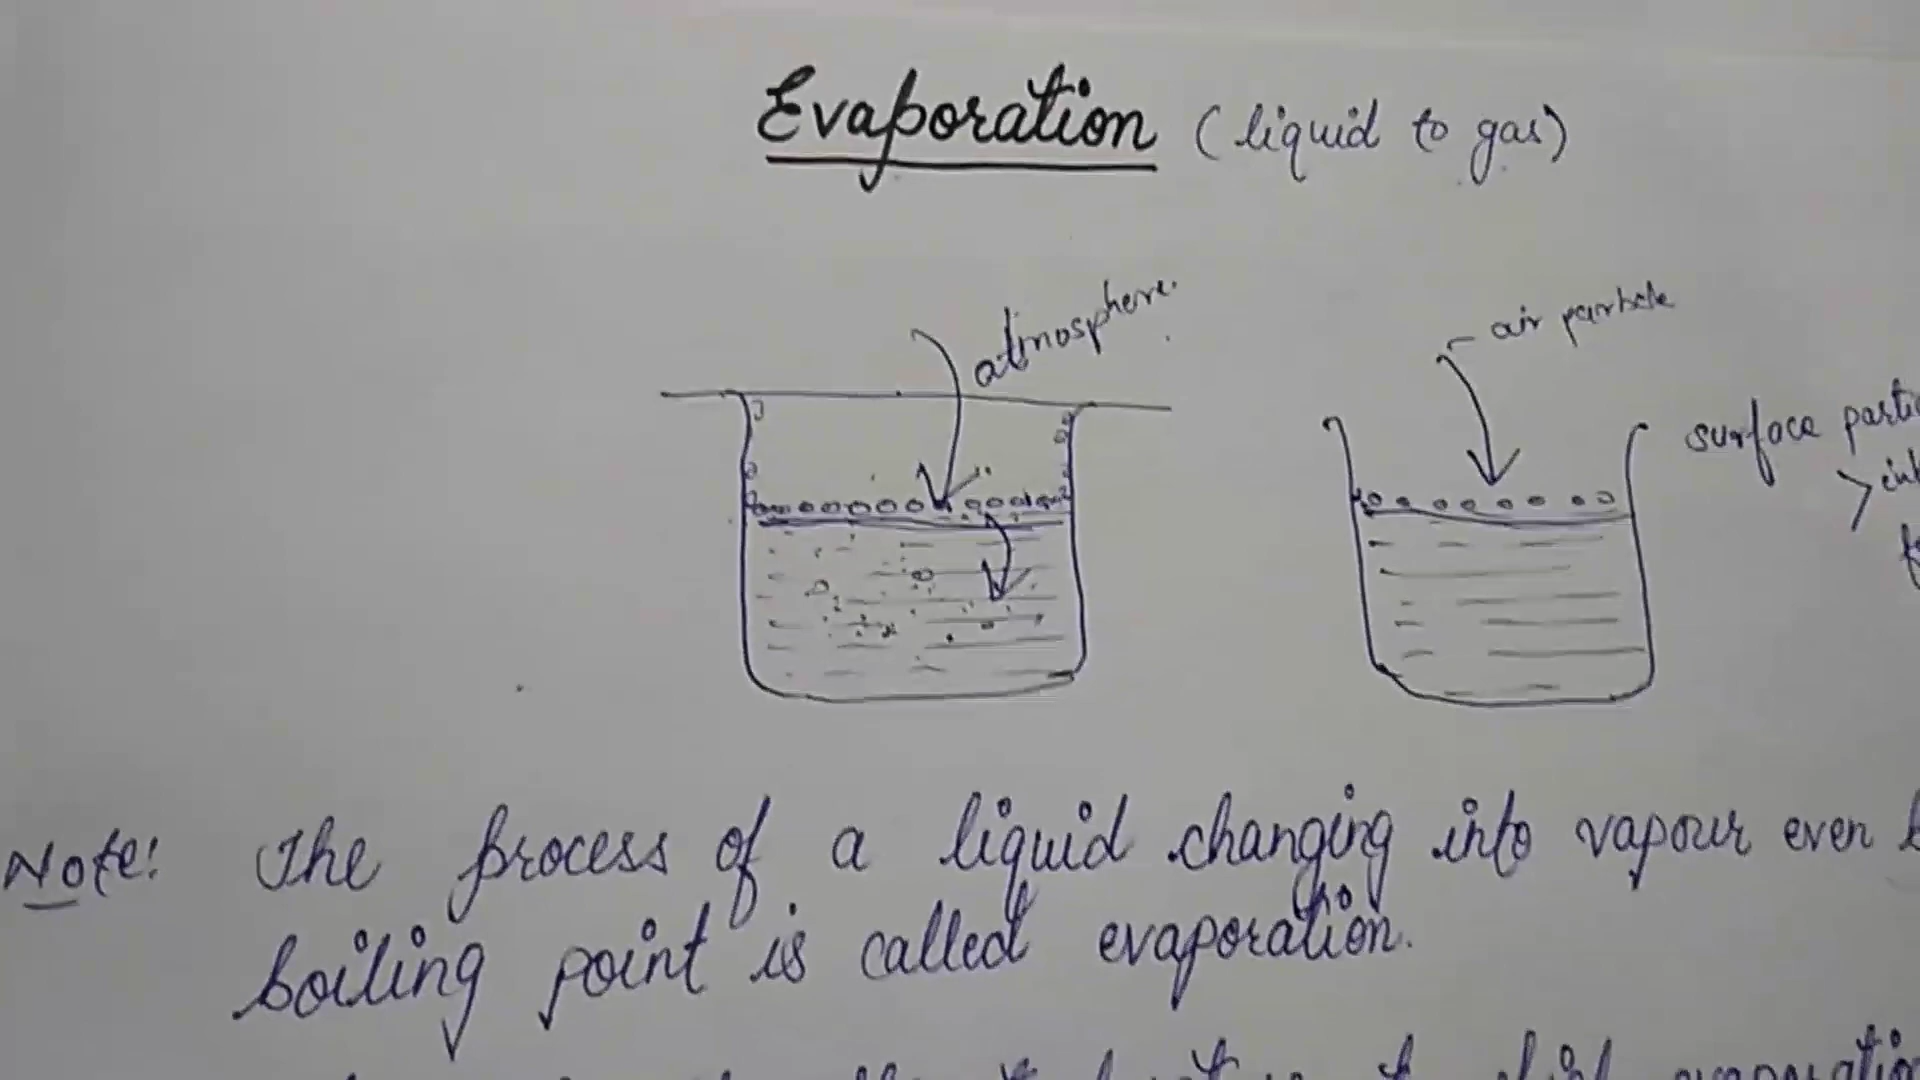 Evaporation (liquid to gas)
atmosphere.
air particle
surface
Note: The process of a liquid changing into vapour even
boiling point is called evaporation.